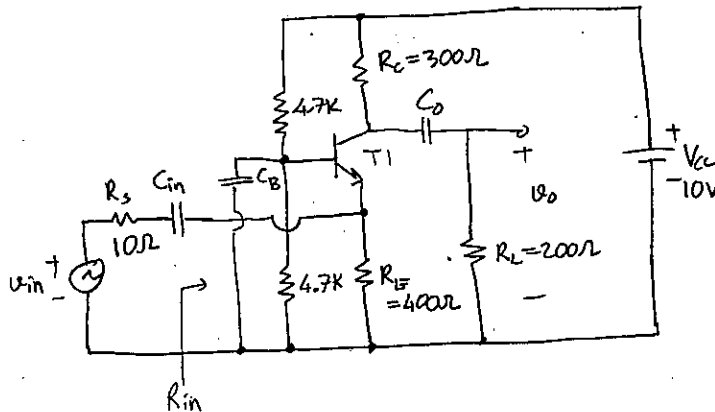 R_C=300Ω
4.7K
C_O
T1
+
V_CC
-10V
C_B
R_s
C_in
10Ω
+
v_in
-
+
v_o
-
R_L=200Ω
4.7K
R_E
=400Ω
R_in